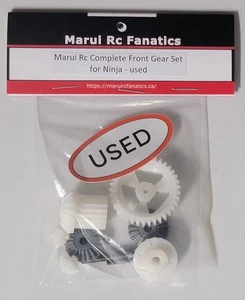 Marui Rc Fanatics
Marui Rc Complete Front Gear Set
for Ninja - used
https://maruircfanatics.ca/
USED